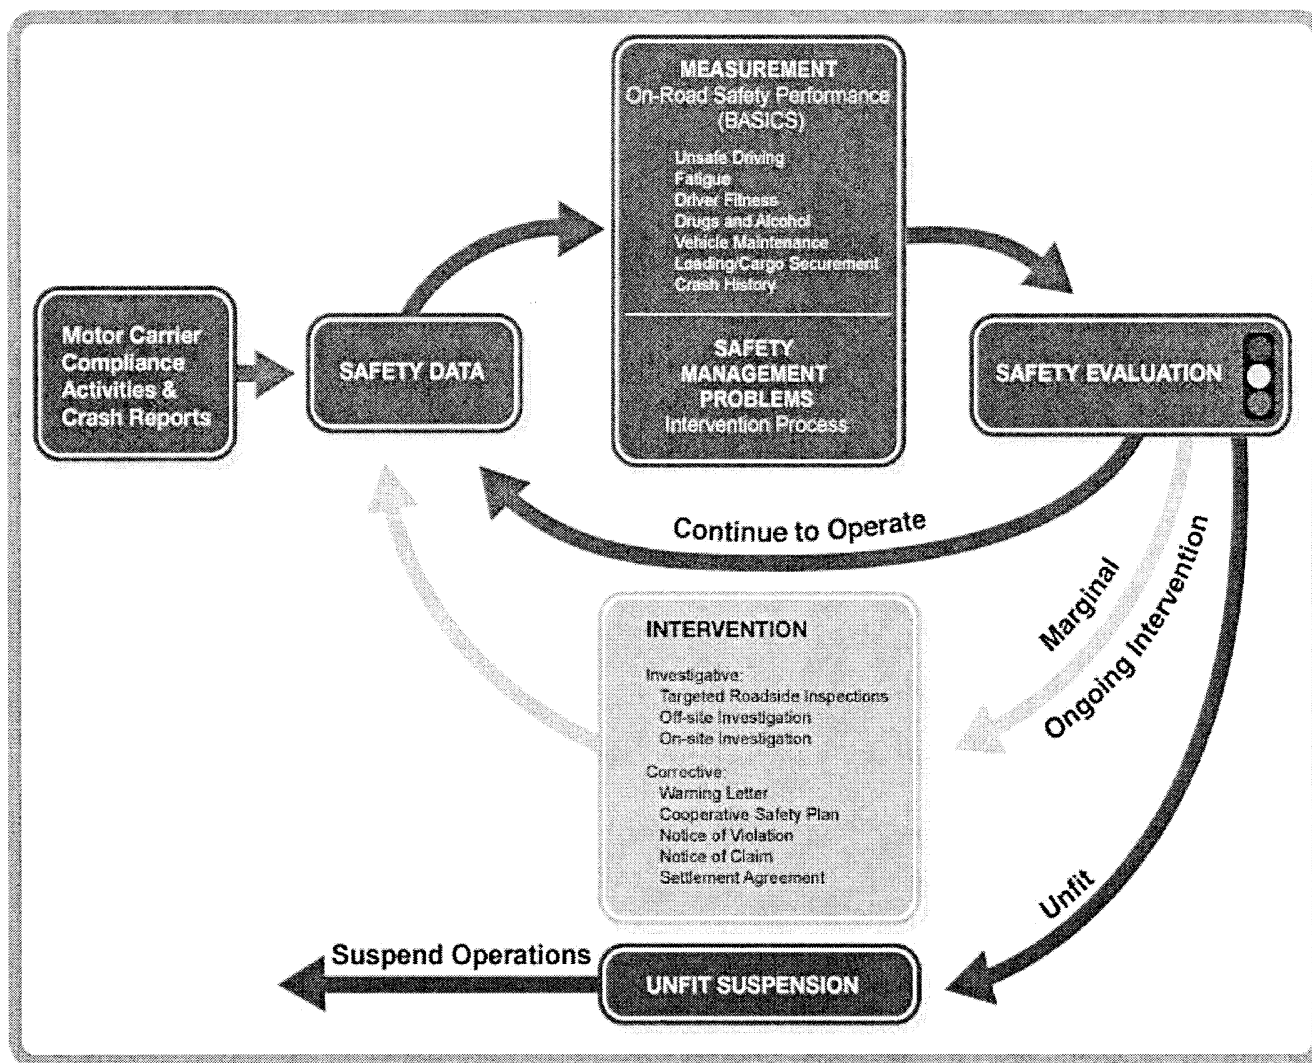 MEASUREMENT
On-Road Safety Performance
(BASICS)
Unsafe Driving
Fatigue
Driver Fitness
Drugs and Alcohol
Vehicle Maintenance
Loading/Cargo Securement
Crash History
SAFETY
MANAGEMENT
PROBLEMS
Intervention Process
Motor Carrier
Compliance
Activities &
Crash Reports
SAFETY DATA
SAFETY EVALUATION
Continue to Operate
Marginal
Ongoing Intervention
Unfit
INTERVENTION
Investigative:
Targeted Roadside Inspections
Off-site Investigation
On-site Investigation
Corrective:
Warning Letter
Cooperative Safety Plan
Notice of Violation
Notice of Claim
Settlement Agreement
Suspend Operations
UNFIT SUSPENSION